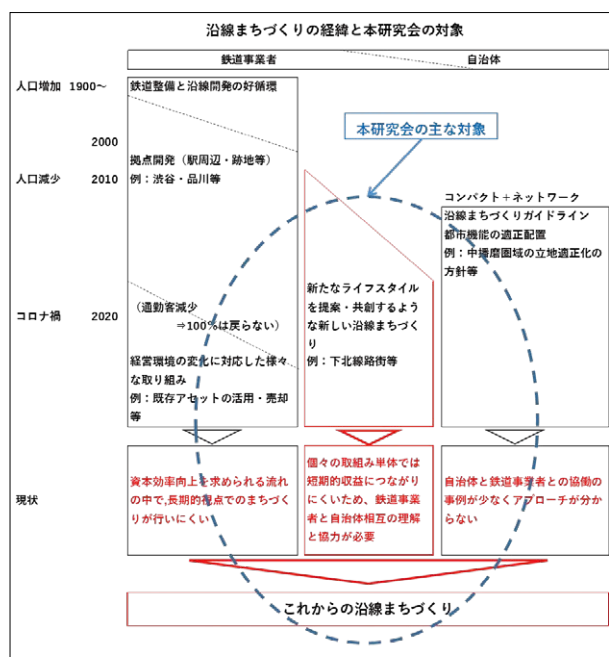 沿線まちづくりの経緯と本研究会の対象
鉄道事業者
自治体
人口増加 1900～
鉄道整備と沿線開発の好循環
本研究会の主な対象
2000
拠点開発（駅周辺・跡地等）
人口減少 2010
例：渋谷・品川等
コンパクト＋ネットワーク
沿線まちづくりガイドライン
都市機能の適正配置
例：中播磨圏域の立地適正化の
方針等
新たなライフスタイル
を提案・共創するよう
な新しい沿線まちづく
り
例：下北線路街等
コロナ禍 2020
（通勤客減少
⇒100%は戻らない）
経営環境の変化に対応した様々
な取り組み
例：既存アセットの活用・売却
等
現状
資本効率向上を求められる流れ
の中で,長期的視点でのまちづく
りが行いにくい
個々の取組み単体では
短期的収益につながり
にくいため、鉄道事業
者と自治体相互の理解
と協力が必要
自治体と鉄道事業者との協働の
事例が少なくアプローチが分か
らない
これからの沿線まちづくり